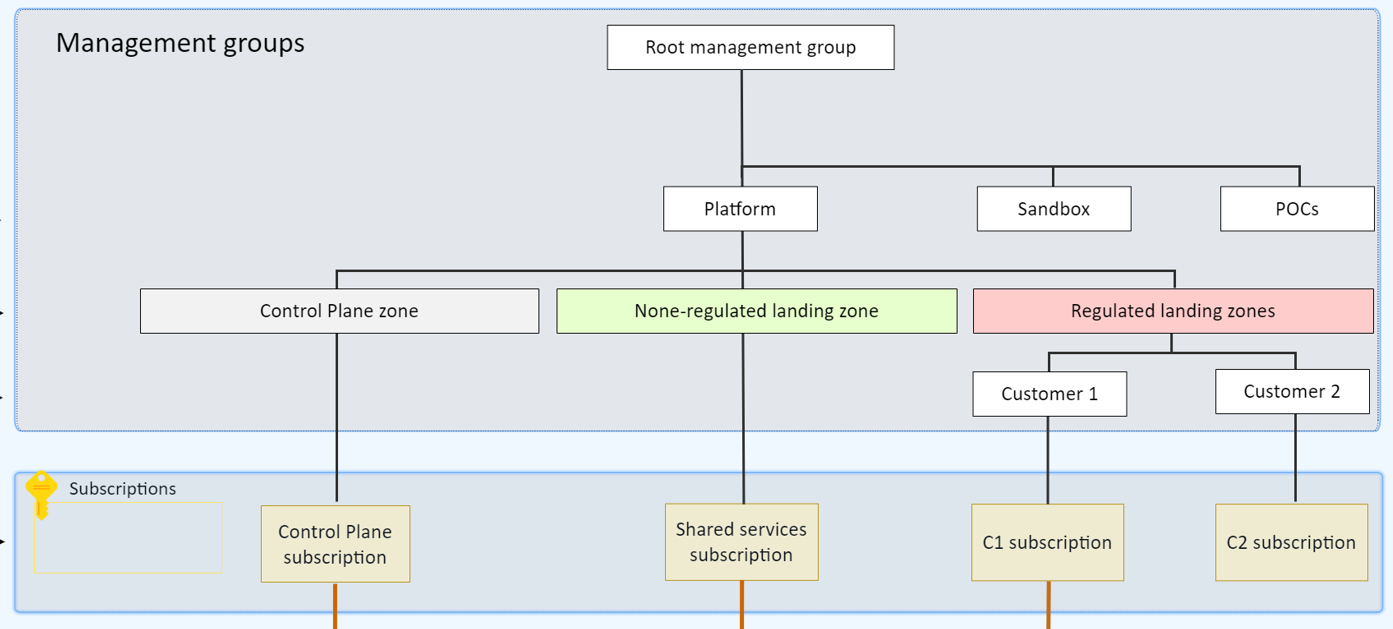 Management groups
Root management group
Platform
Sandbox
POCs
Control Plane zone
None-regulated landing zone
Regulated landing zones
Customer 1
Customer 2
Subscriptions
Control Plane
subscription
Shared services
subscription
C1 subscription
C2 subscription